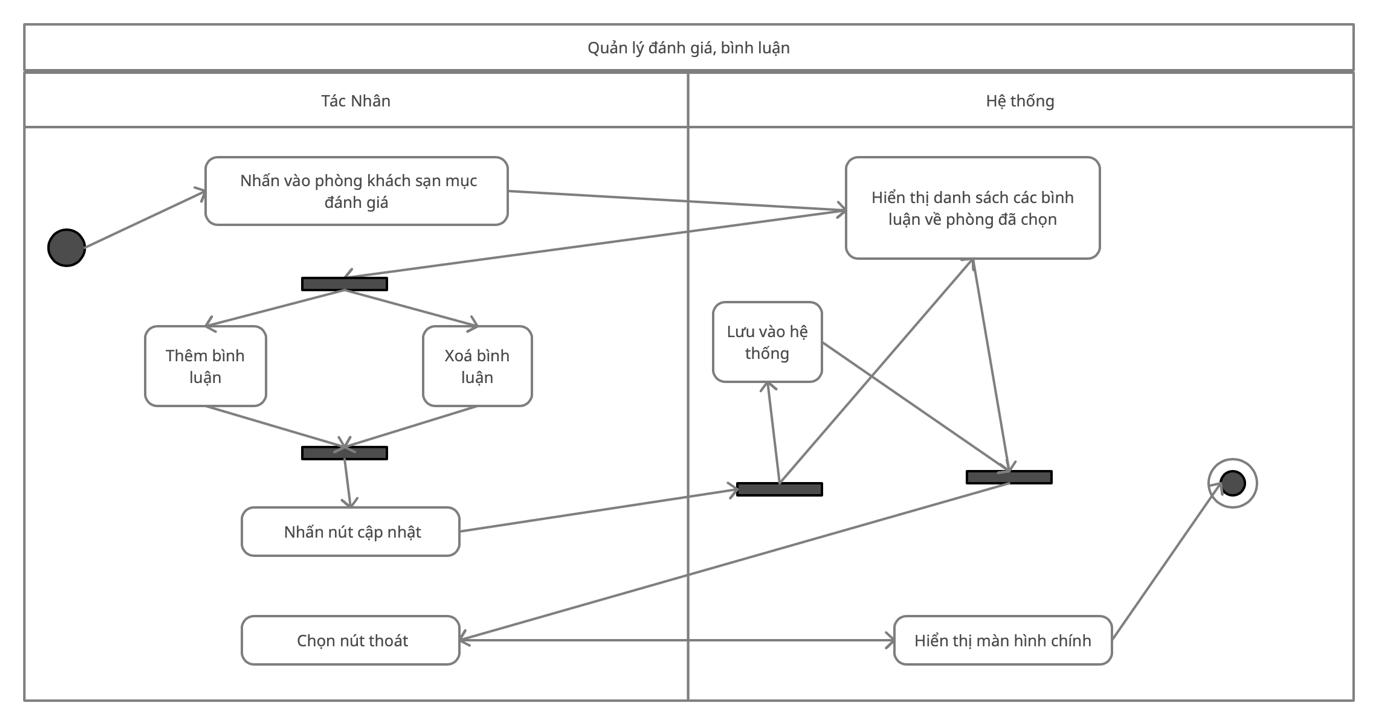 Quản lý đánh giá, bình luận
Tác Nhân
Hệ thống
Nhấn vào phòng khách sạn mục
đánh giá
Hiển thị danh sách các bình
luận về phòng đã chọn
Thêm bình
luận
Xoá bình
luận
Lưu vào hệ
thống
Nhấn nút cập nhật
Chọn nút thoát
Hiển thị màn hình chính